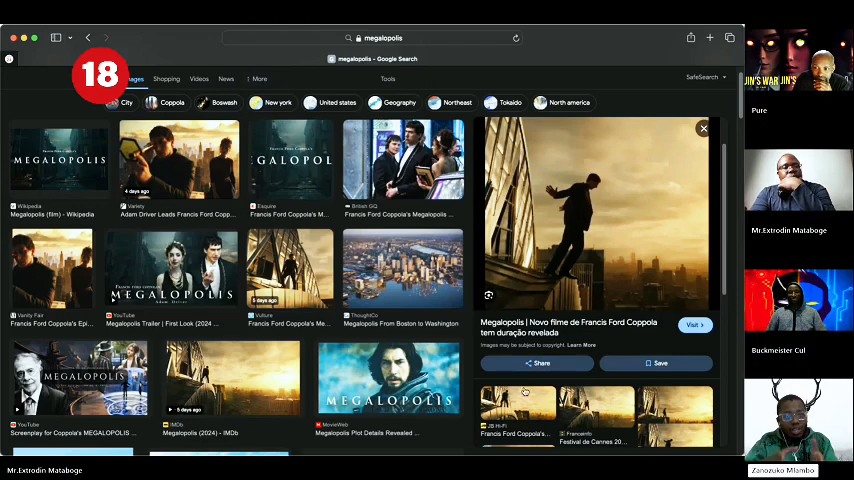 megalopolis
megalopolis - Google Search
18
Images
Shopping
Videos
News
More
Tools
SafeSearch
City
Coppola
Boswash
New york
United states
Geography
Northeast
Tokaido
North america
MEGALOPOLIS
4 days ago
EGALOPOL
Wikipedia
Megalopolis (film) - Wikipedia
Variety
Adam Driver Leads Francis Ford Copp...
Esquire
Francis Ford Coppola's M...
British GQ
Francis Ford Coppola's Megalopolis ...
MEGALOPOLIS
5 days ago
Vanity Fair
Francis Ford Coppola's Epi...
YouTube
Megalopolis Trailer | First Look (2024 ...
Vulture
Francis Ford Coppola's Me...
ThoughtCo
Megalopolis From Boston to Washington
MEGALOPOLIS
5 days ago
MEGALOPOLIS
YouTube
Screenplay for Coppola's MEGALOPOLIS ...
IMDb
Megalopolis (2024) - IMDb
MovieWeb
Megalopolis Plot Details Revealed ...
Megalopolis | Novo filme de Francis Ford Coppola
tem duração revelada
Visit
Images may be subject to copyright. Learn More
Share
Save
JB Hi-Fi
Francis Ford Coppola's...
Franceinfo
Festival de Cannes 20...
JIN'S WAR JIN'S
Pure
Mr.Extrodin Mataboge
Buckmeister Cul
Zanozuko Mlambo
Mr.Extrodin Mataboge